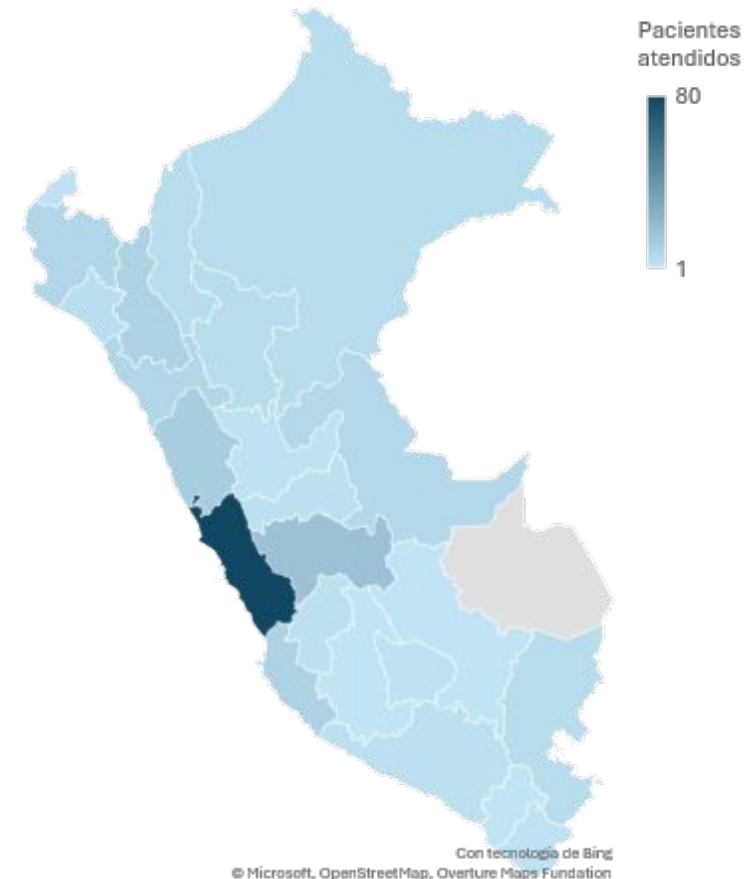 Pacientes
atendidos
80
1
Con tecnología de Bing
© Microsoft, OpenStreetMap, Overture Maps Fundation